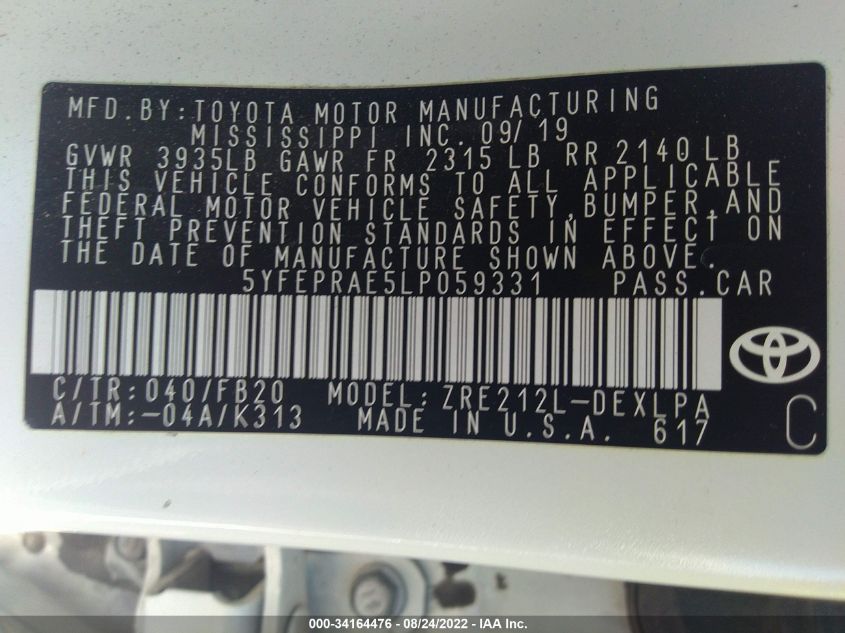 MFD.BY:TOYOTA MOTOR MANUFACTURING
MISSISSIPPI INC. 09/19
GVWR 3935LB GAWR FR 2315 LB RR 2140 LB
THIS VEHICLE CONFORMS TO ALL APPLICABLE
FEDERAL MOTOR VEHICLE SAFETY,BUMPER,AND
THEFT PREVENTION STANDARDS IN EFFECT ON
THE DATE OF MANUFACTURE SHOWN ABOVE.
5YFEPRAE5LP059331 PASS.CAR
C/TR:040/FB20 MODEL:ZRE212L-DEXLPA
A/TM:-04A/K313 MADE IN U.S.A. 617
C
000-34164476 - 08/24/2022 - IAA Inc.